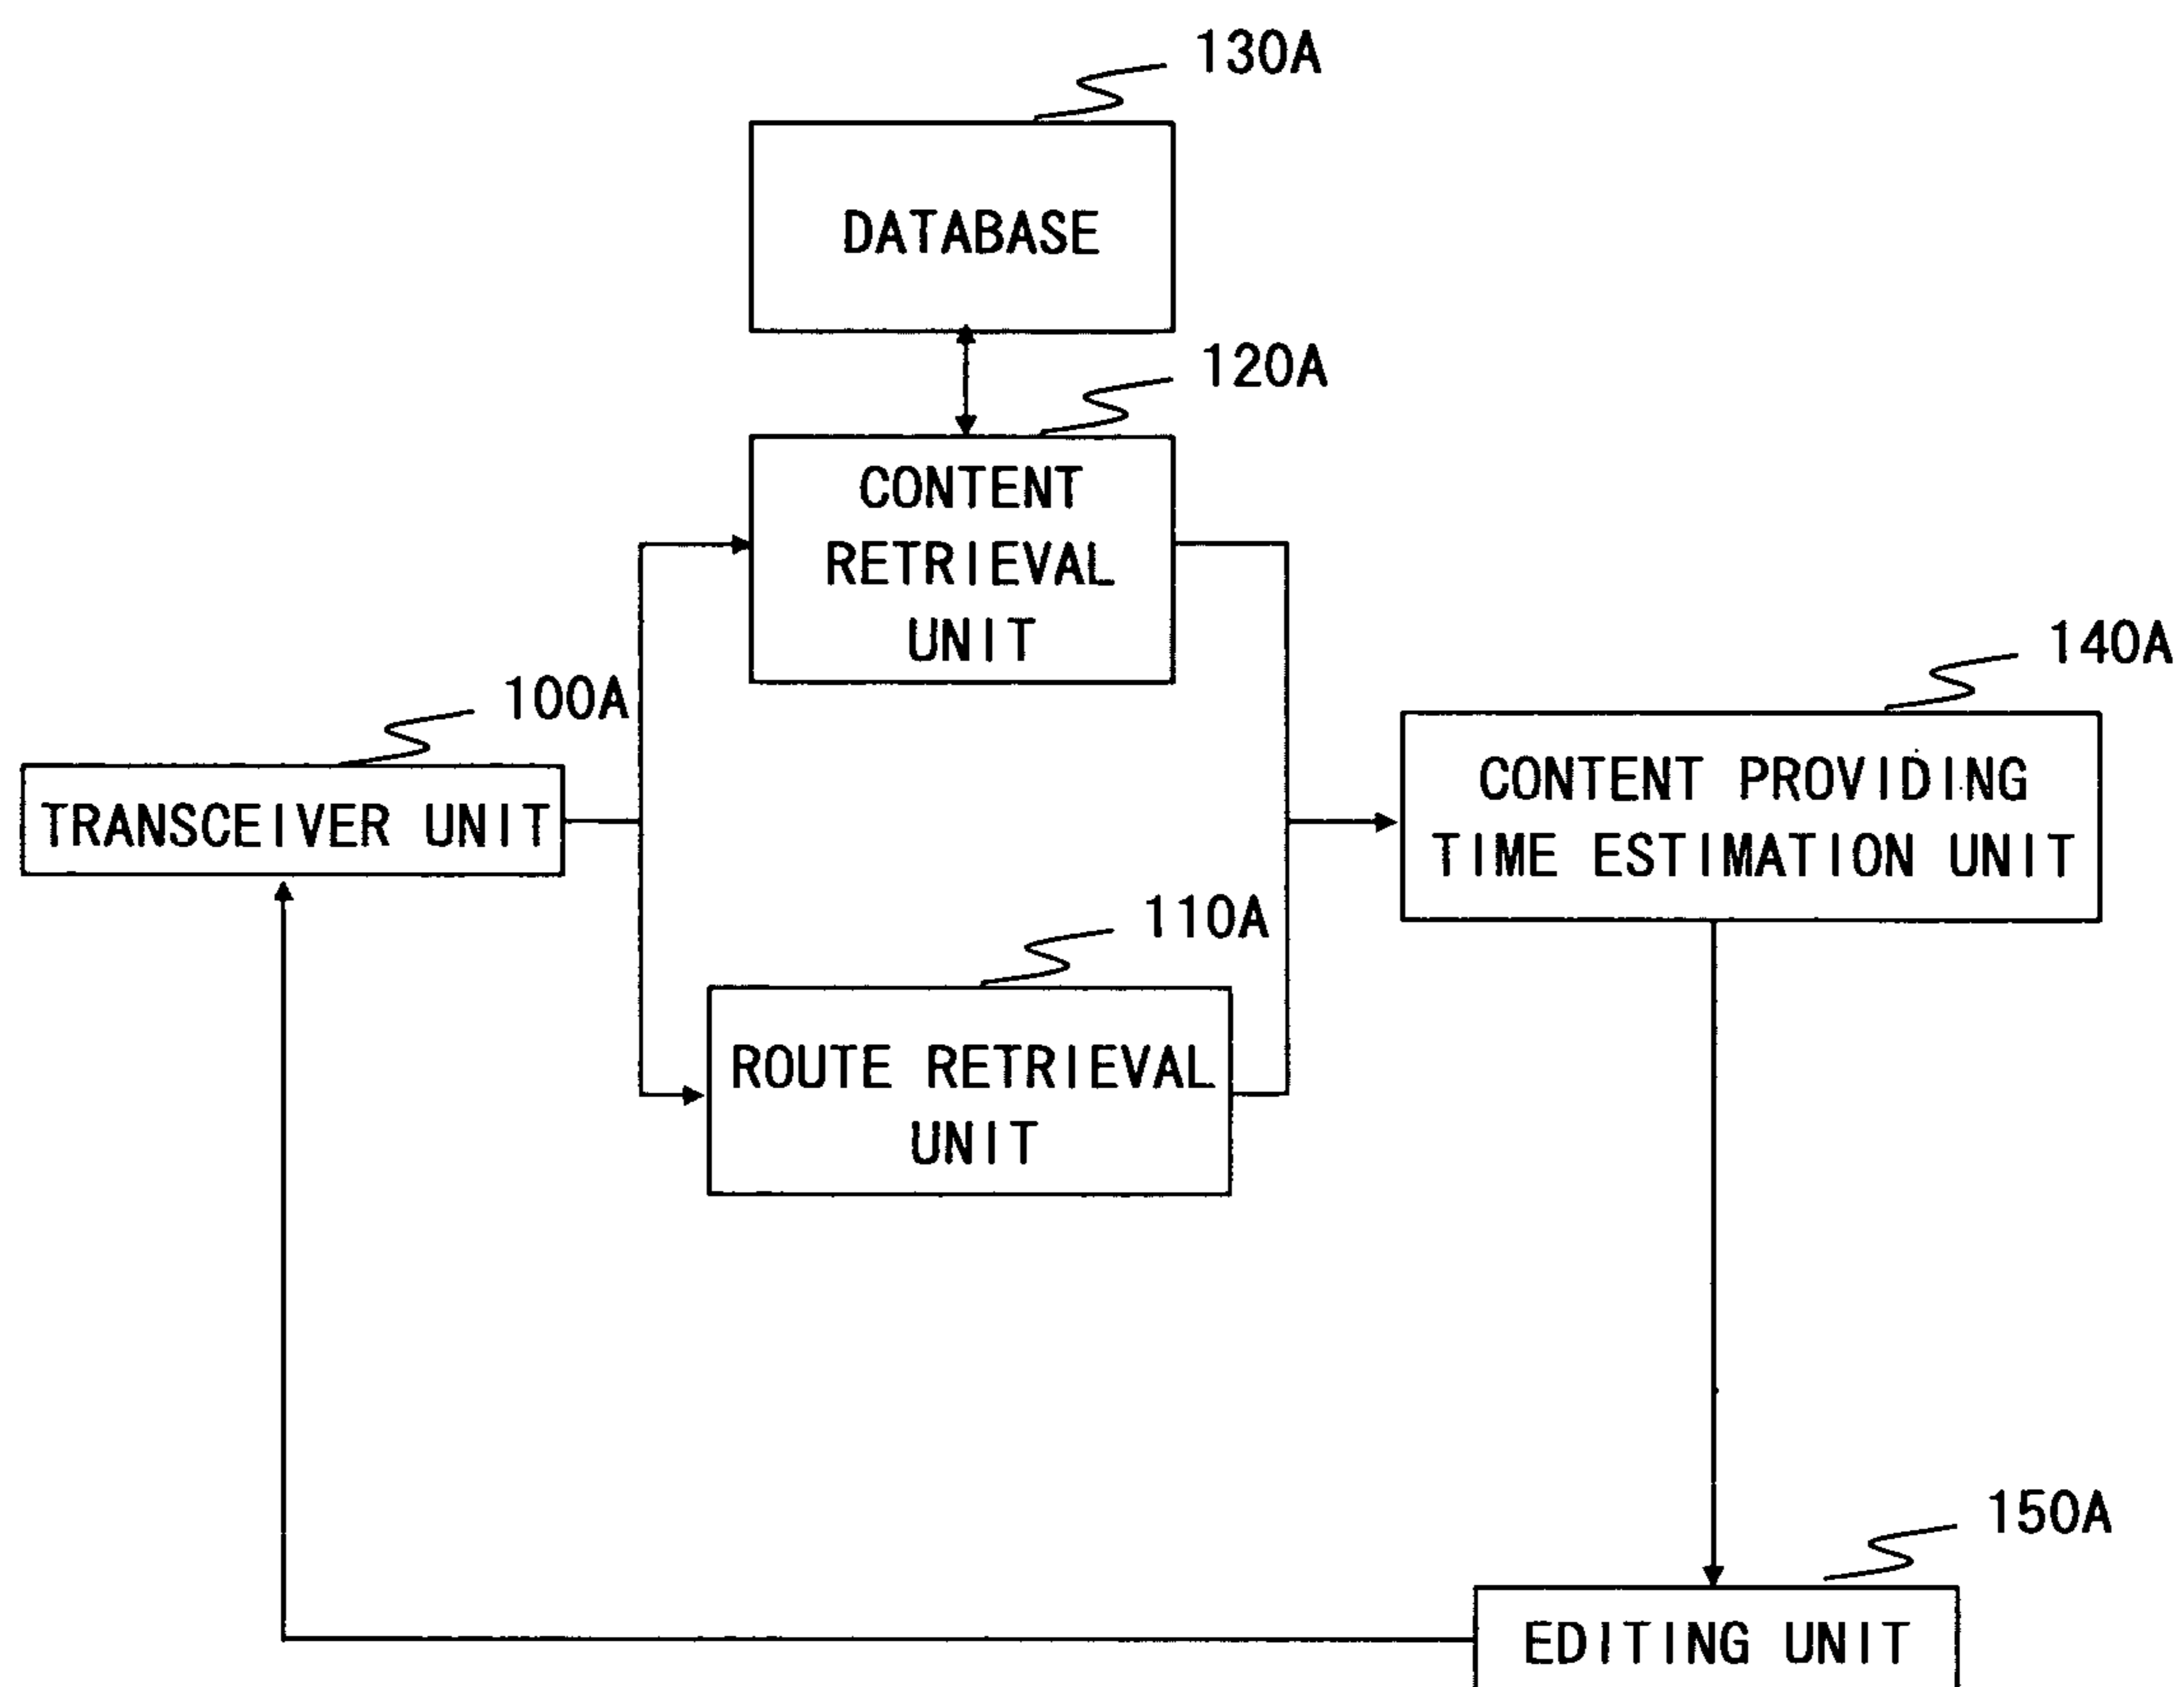 130A
DATABASE
120A
CONTENT
RETRIEVAL
UNIT
140A
100A
CONTENT PROVIDING
TIME ESTIMATION UNIT
TRANSCEIVER UNIT
110A
ROUTE RETRIEVAL
UNIT
150A
EDITING UNIT